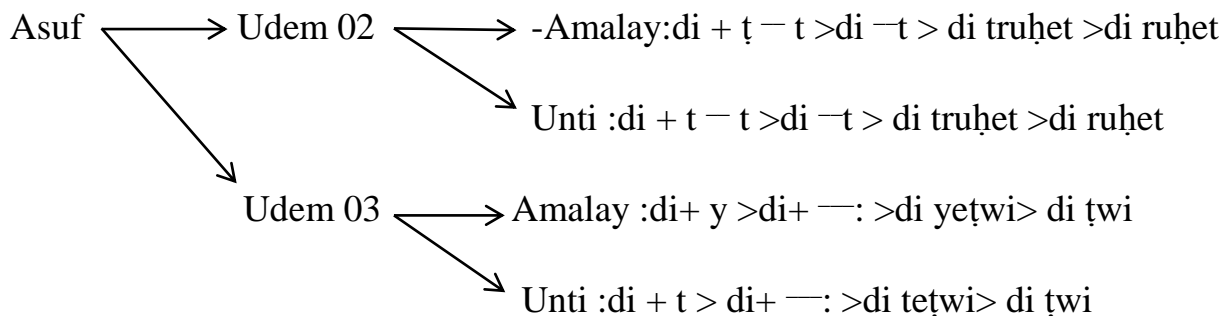 Asuf Udem 02 -Amalay:di + ṭ — t >di —t > di truḥet >di ruḥet
Unti :di + t — t >di —t > di truḥet >di ruḥet
Udem 03 Amalay :di+ y >di+ —: >di yeṭwi> di ṭwi
Unti :di + t > di+ —: >di teṭwi> di ṭwi